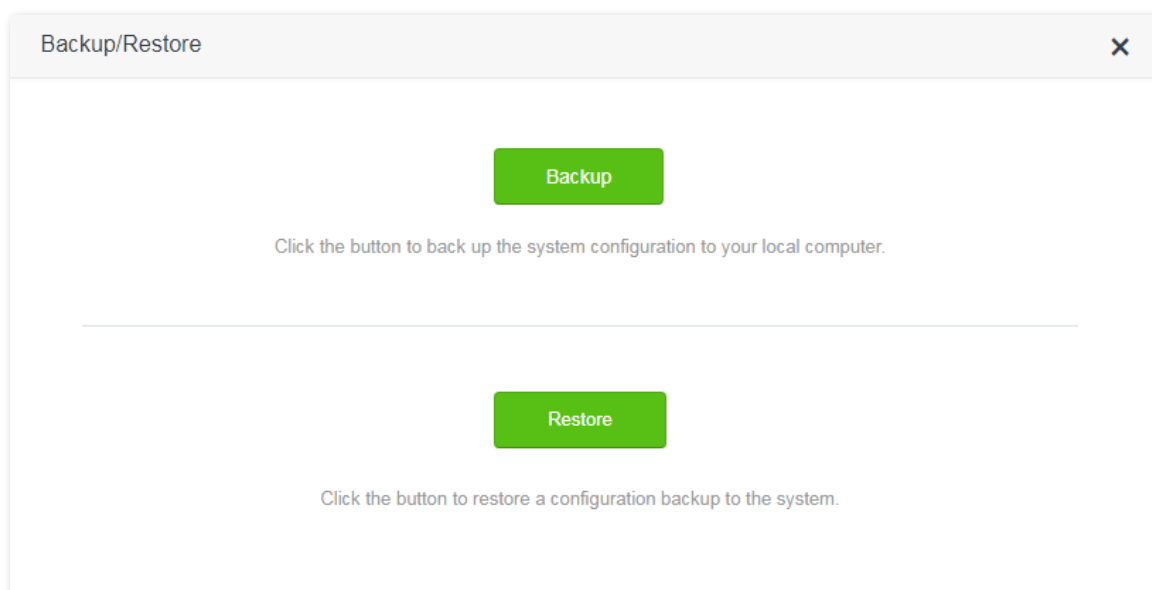 Backup/Restore
Backup
Click the button to back up the system configuration to your local computer.
Restore
Click the button to restore a configuration backup to the system.